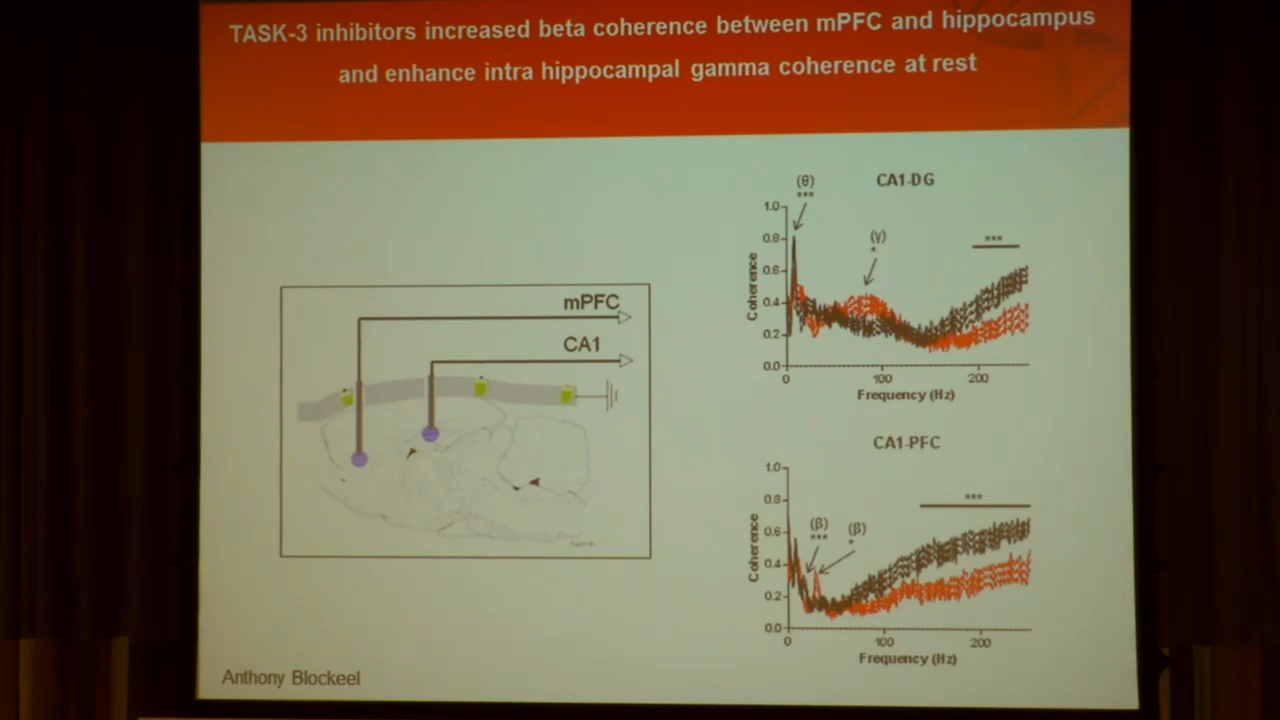 TASK-3 inhibitors increased beta coherence between mPFC and hippocampus
and enhance intra hippocampal gamma coherence at rest
mPFC
CA1
CA1-DG
(θ)
***
(γ)
*
***
1.0
0.8
0.6
0.4
0.2
0.0
Coherence
0
100
200
Frequency (Hz)
CA1-PFC
***
(β)
***
(β)
*
1.0
0.8
0.6
0.4
0.2
0.0
Coherence
0
100
200
Frequency (Hz)
Anthony Blockeel